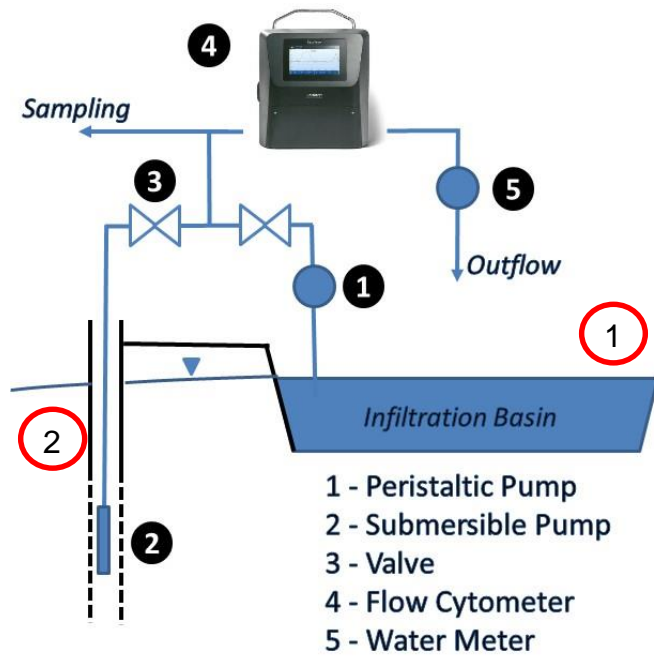 4
Sampling
3
5
Outflow
1
1
Infiltration Basin
2
2
1 - Peristaltic Pump
2 - Submersible Pump
3 - Valve
4 - Flow Cytometer
5 - Water Meter